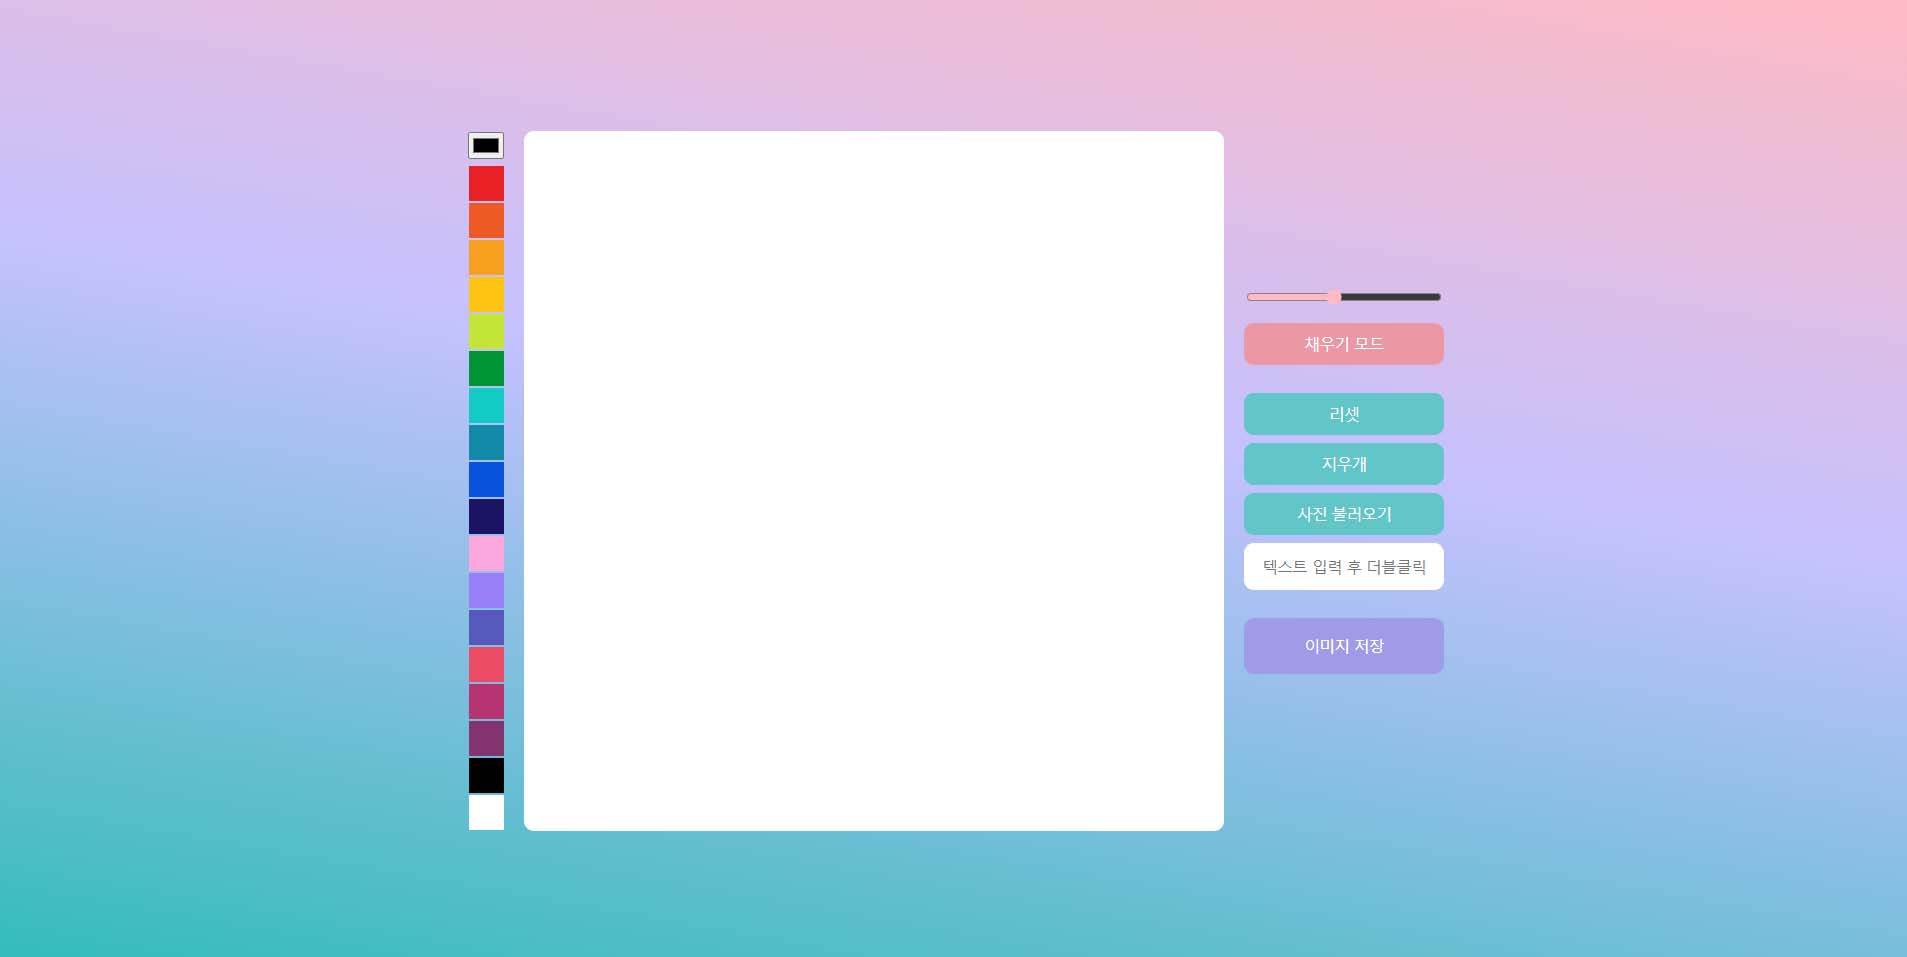 채우기 모드
리셋
지우개
사진 불러오기
텍스트 입력 후 더블클릭
이미지 저장